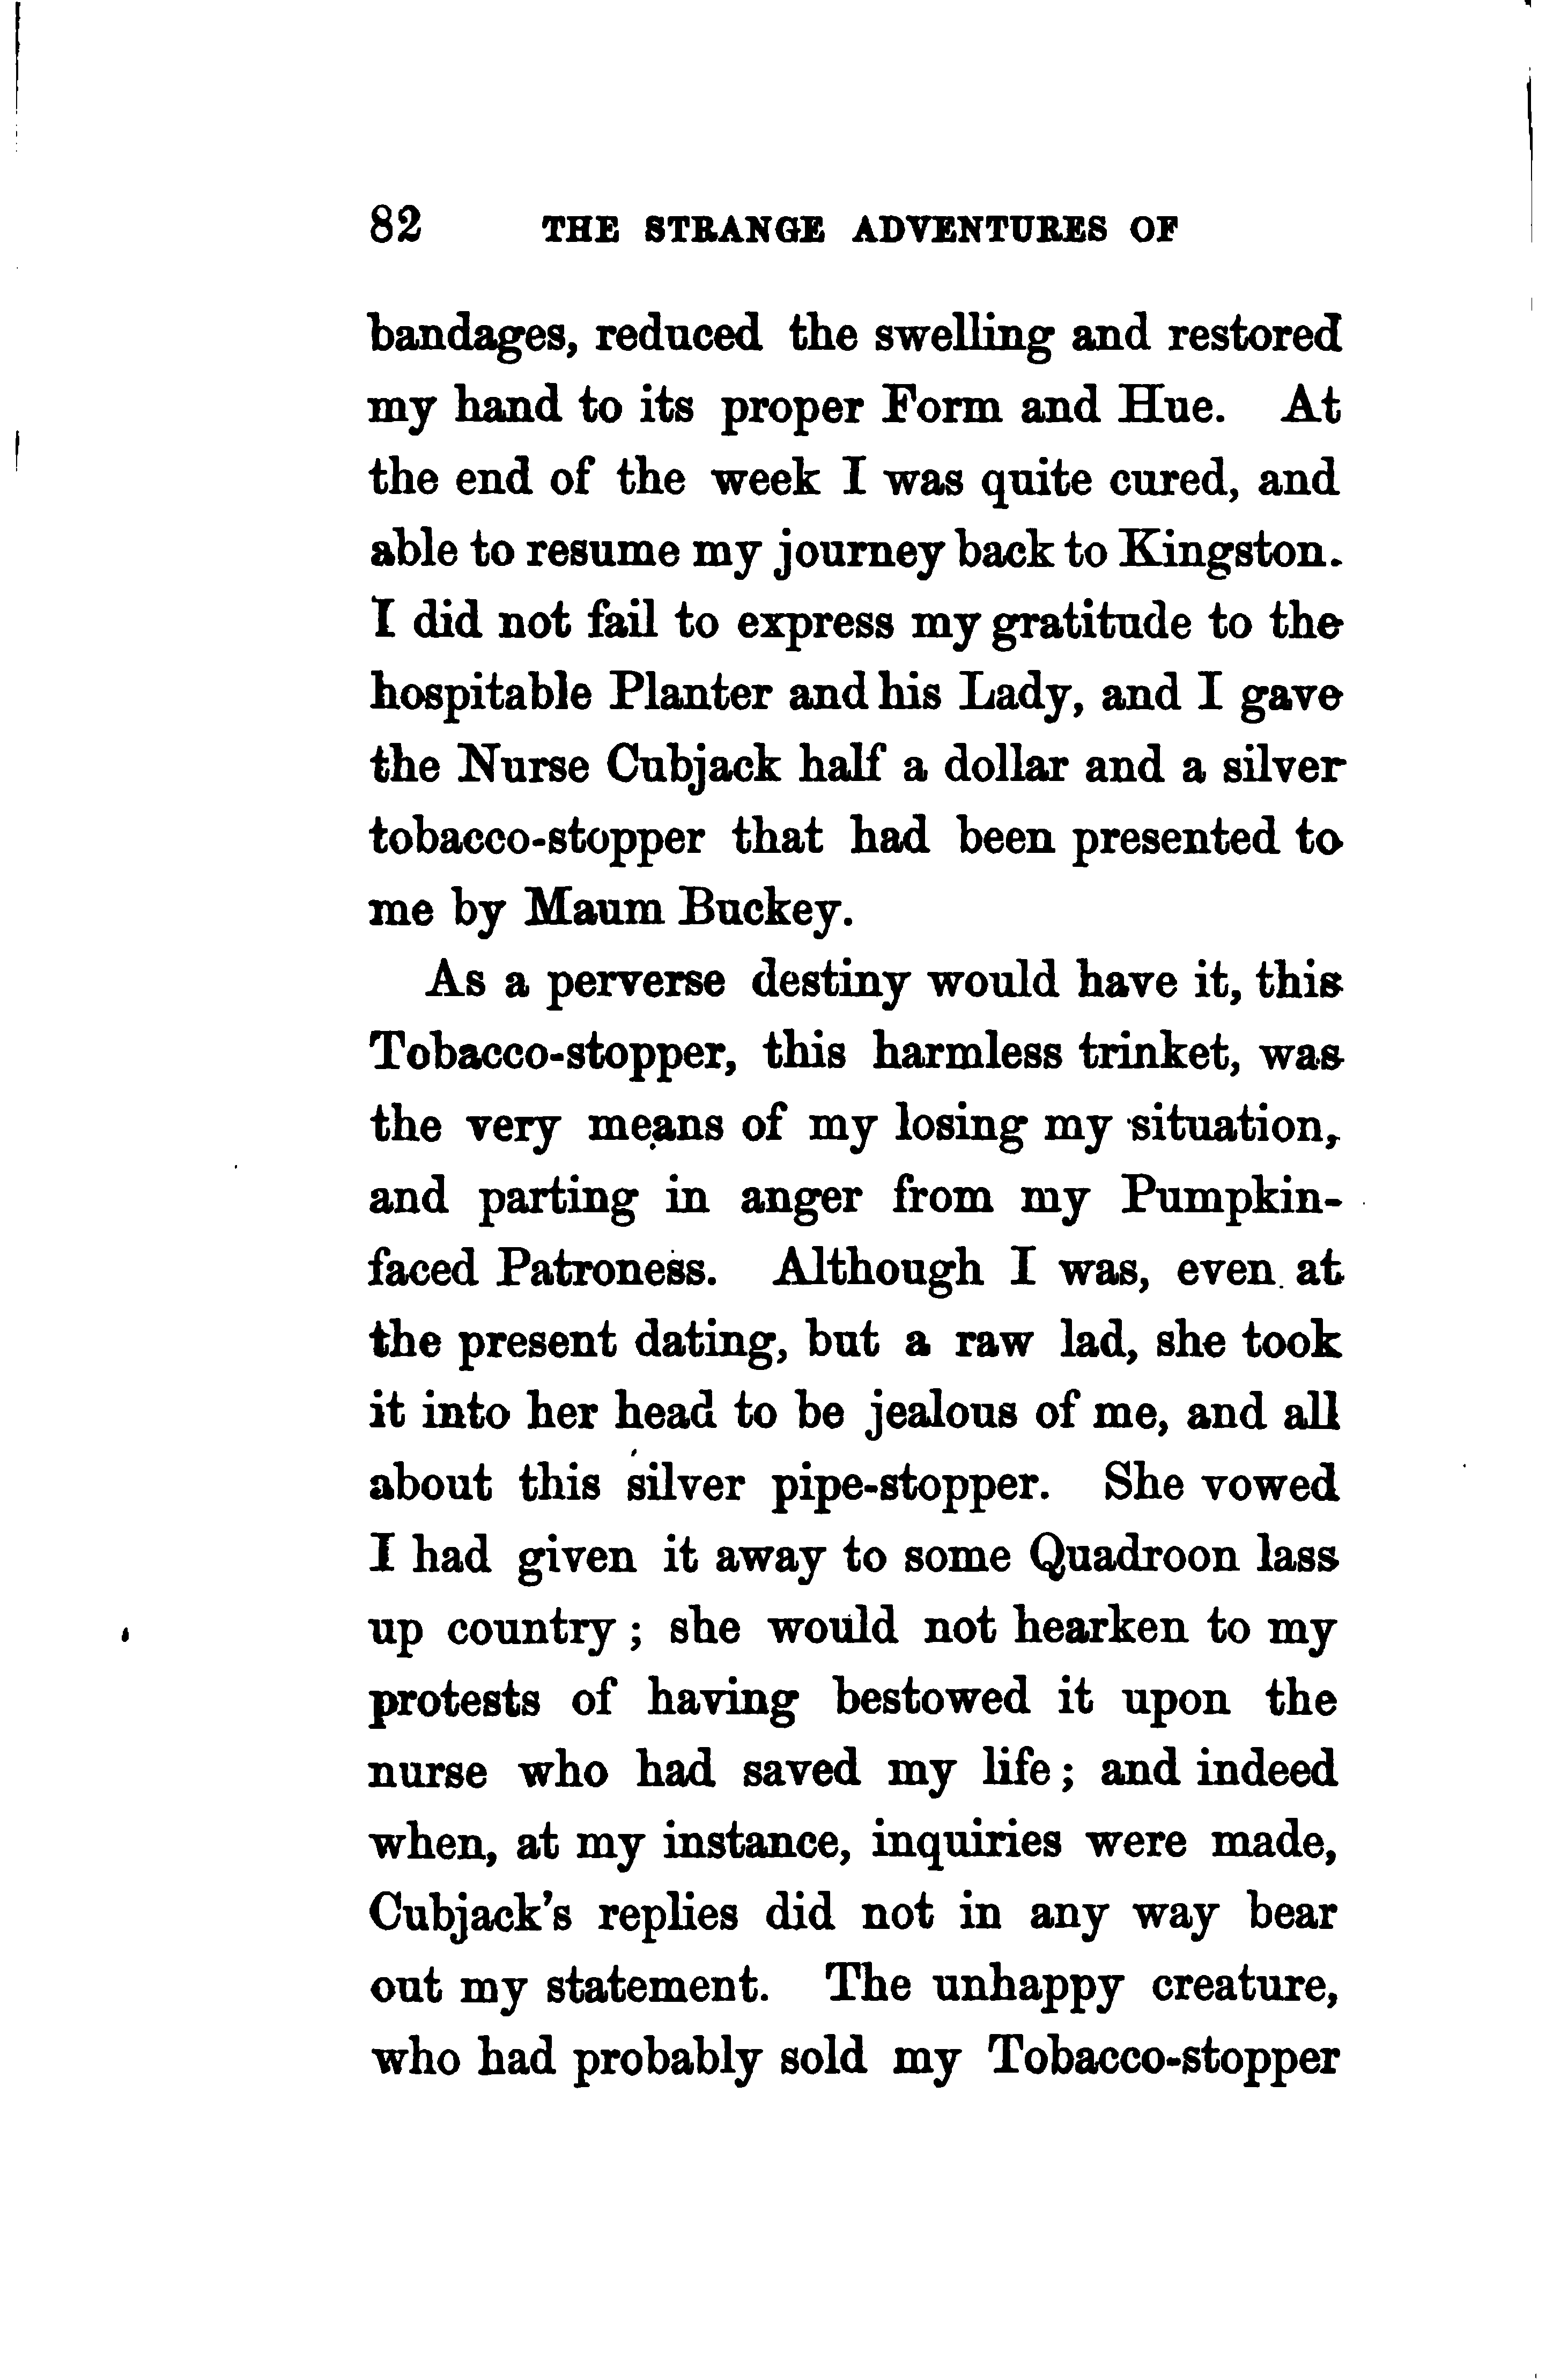 82 THE STRANGE ADVENTURES OF
bandages, reduced the swelling and restored
my hand to its proper Form and Hue. At
the end of the week I was quite cured, and
able to resume my journey back to Kingston.
I did not fail to express my gratitude to the
hospitable Planter and his Lady, and I gave
the Nurse Cubjack half a dollar and a silver
tobacco-stopper that had been presented to
me by Maum Buckey.
As a perverse destiny would have it, this
Tobacco-stopper, this harmless trinket, was
the very means of my losing my situation,
and parting in anger from my Pumpkin-
faced Patroness. Although I was, even at
the present dating, but a raw lad, she took
it into her head to be jealous of me, and all
about this silver pipe-stopper. She vowed
I had given it away to some Quadroon lass
up country ; she would not hearken to my
protests of having bestowed it upon the
nurse who had saved my life ; and indeed
when, at my instance, inquiries were made,
Cubjack's replies did not in any way bear
out my statement. The unhappy creature,
who had probably sold my Tobacco-stopper